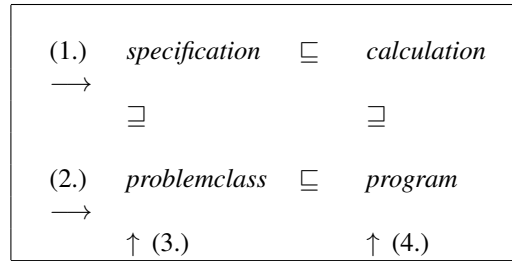 (1.) specification ⊑ calculation
⟶
⊒ ⊒
(2.) problemclass ⊑ program
⟶
↑ (3.) ↑ (4.)